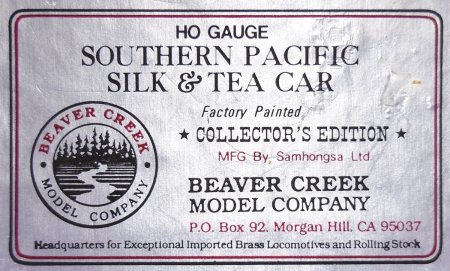 HO GAUGE
SOUTHERN PACIFIC
SILK & TEA CAR
Factory Painted
★ COLLECTOR'S EDITION ★
MFG By, Samhongsa Ltd.
BEAVER CREEK
MODEL COMPANY
BEAVER CREEK
MODEL COMPANY
P.O. Box 92, Morgan Hill, CA 95037
Headquarters for Exceptional Imported Brass Locomotives and Rolling Stock